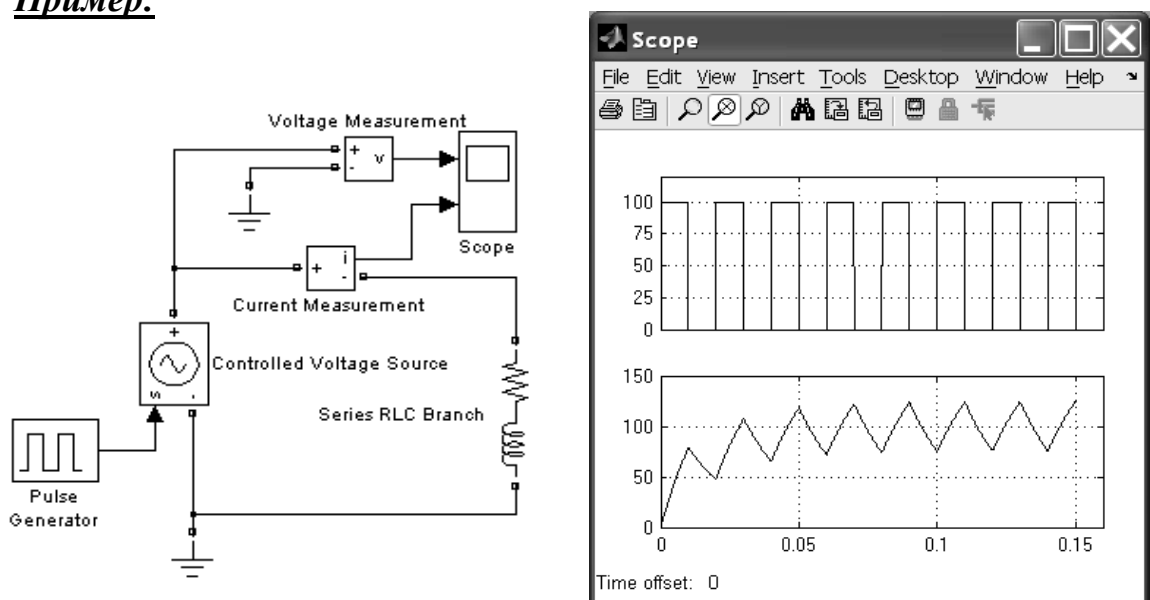 Пример:
Voltage Measurement
+
v
-
Scope
i
+
-
Current Measurement
+
Controlled Voltage Source
s
-
Series RLC Branch
Pulse
Generator
Scope
File Edit View Insert Tools Desktop Window Help
100
75
50
25
0
150
100
50
0
0 0.05 0.1 0.15
Time offset: 0